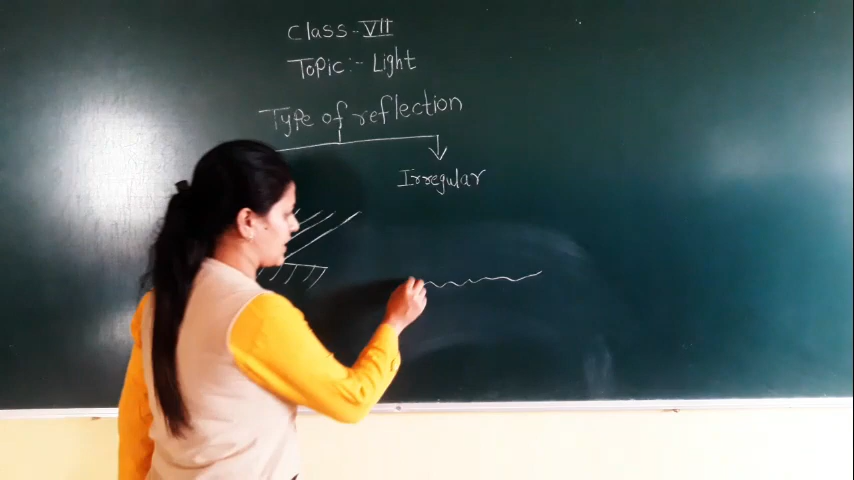 Class-VII
Topic:- Light
Type of reflection
Irregular